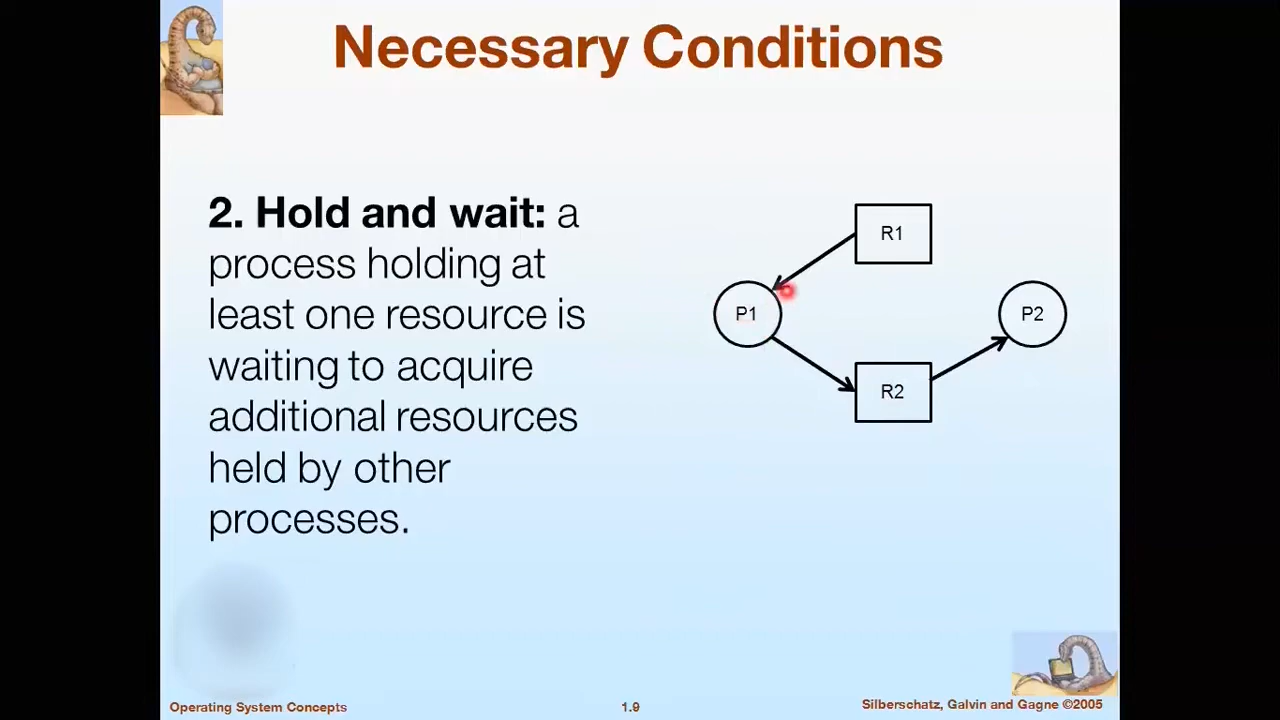 Necessary Conditions
2. Hold and wait: a
process holding at
least one resource is
waiting to acquire
additional resources
held by other
processes.
R1
P1
P2
R2
Operating System Concepts
1.9
Silberschatz, Galvin and Gagne ©2005